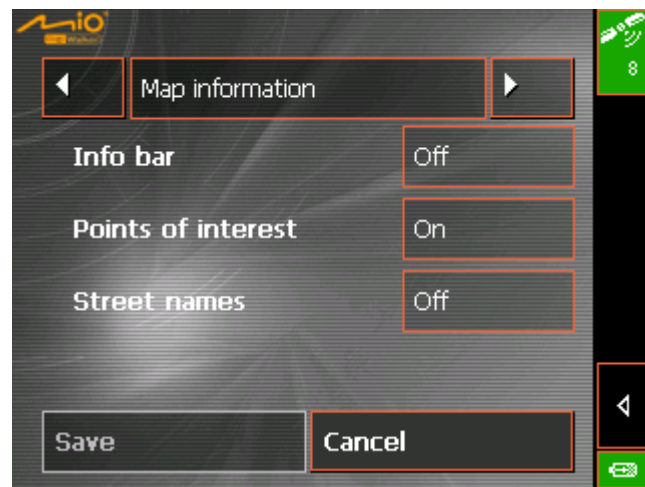 Mio
Map information
8
Info bar
Off
Points of interest
On
Street names
Off
Save
Cancel